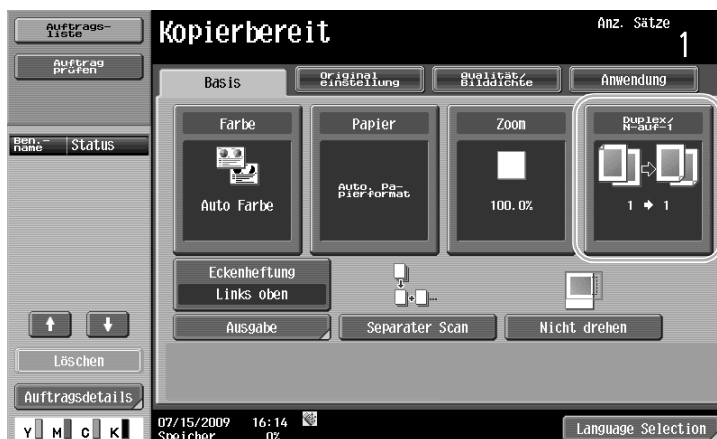 Auftrags-
liste
Auftrag
prüfen
Ben.-
name
Status
Löschen
Auftragsdetails
Y M C K
Kopierbereit
Anz. Sätze
1
Basis
Original
einstellung
Qualität/
Bilddichte
Anwendung
Farbe
Auto Farbe
Papier
Auto. Pa-
pierformat
Zoom
100.0%
Duplex/
N-auf-1
1 → 1
Eckenheftung
Links oben
Ausgabe
Separater Scan
Nicht drehen
07/15/2009 16:14
Speicher 0%
Language Selection